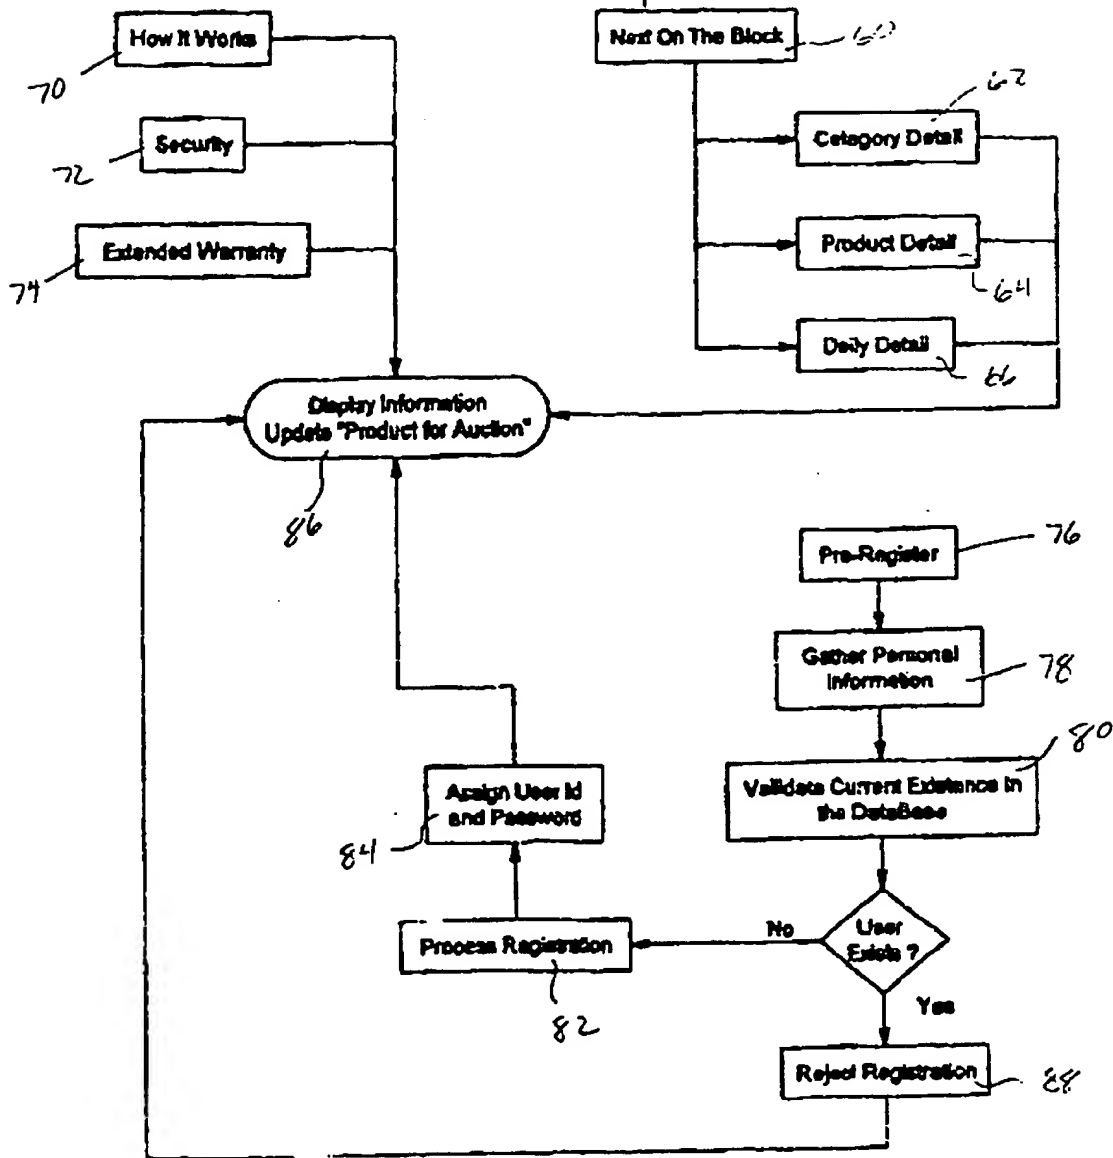 How It Works
70
Security
72
Extended Warranty
74
Next On The Block
60
62
Category Detail
Product Detail
64
Daily Detail
66
Display Information
Update "Product for Auction"
86
Pre-Register
76
Gather Personal
Information
78
80
Validate Current Existence in
the DataBase
Assign User Id
and Password
84
User
Exists ?
No
Process Registration
82
Yes
Reject Registration
88